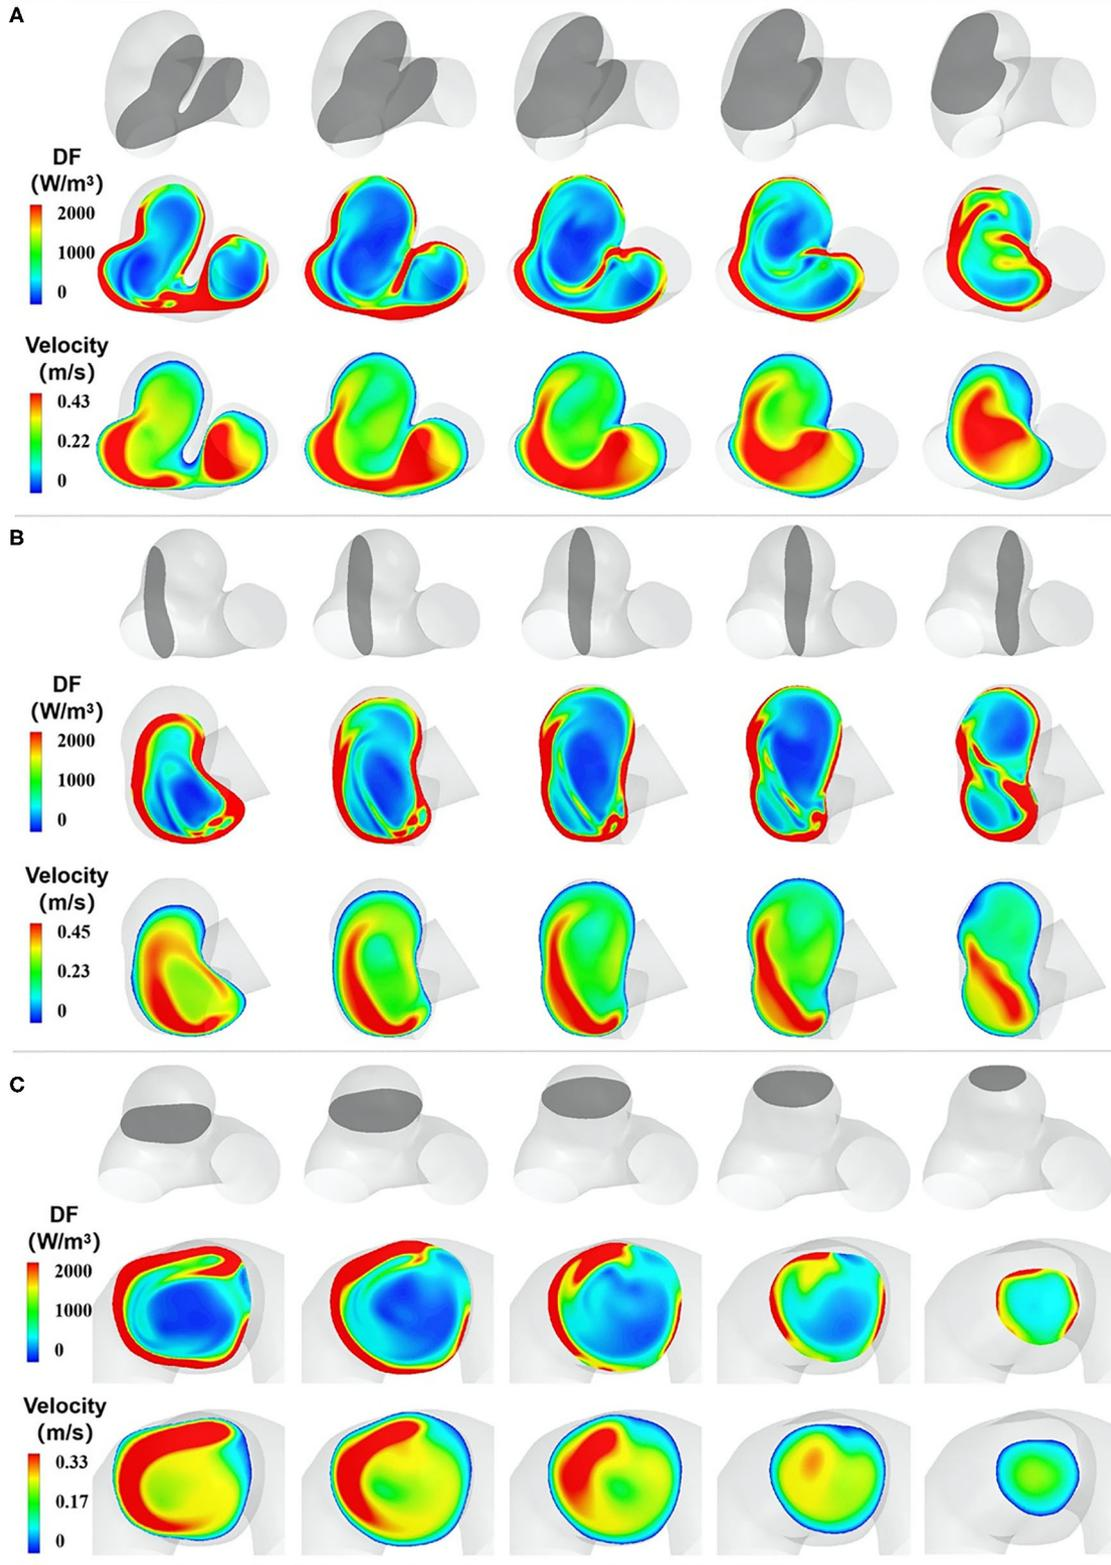 A
DF
(W/m³)
2000
1000
0
Velocity
(m/s)
0.43
0.22
0
B
DF
(W/m³)
2000
1000
0
Velocity
(m/s)
0.45
0.23
0
C
DF
(W/m³)
2000
1000
0
Velocity
(m/s)
0.33
0.17
0